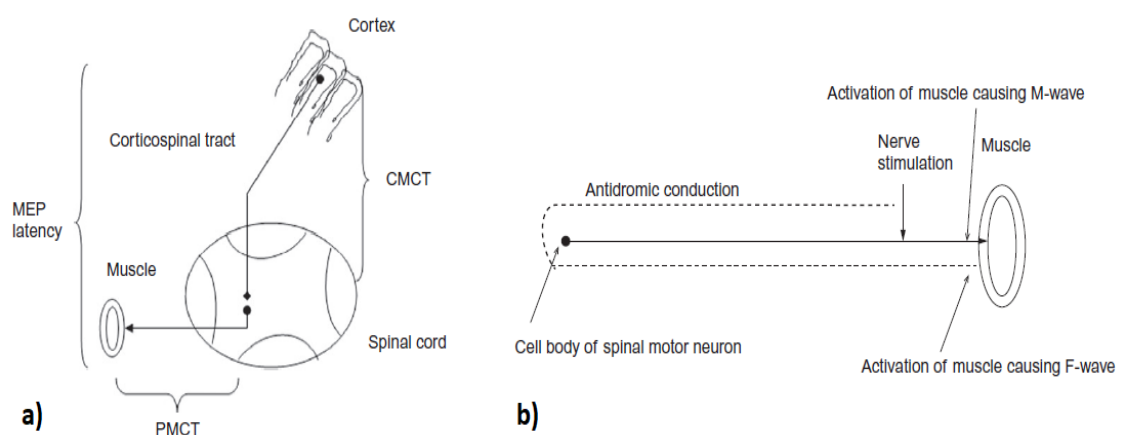 Cortex
Corticospinal tract
CMCT
MEP
latency
Muscle
Spinal cord
PMCT
a)
Activation of muscle causing M-wave
Nerve
stimulation
Muscle
Antidromic conduction
Cell body of spinal motor neuron
Activation of muscle causing F-wave
b)